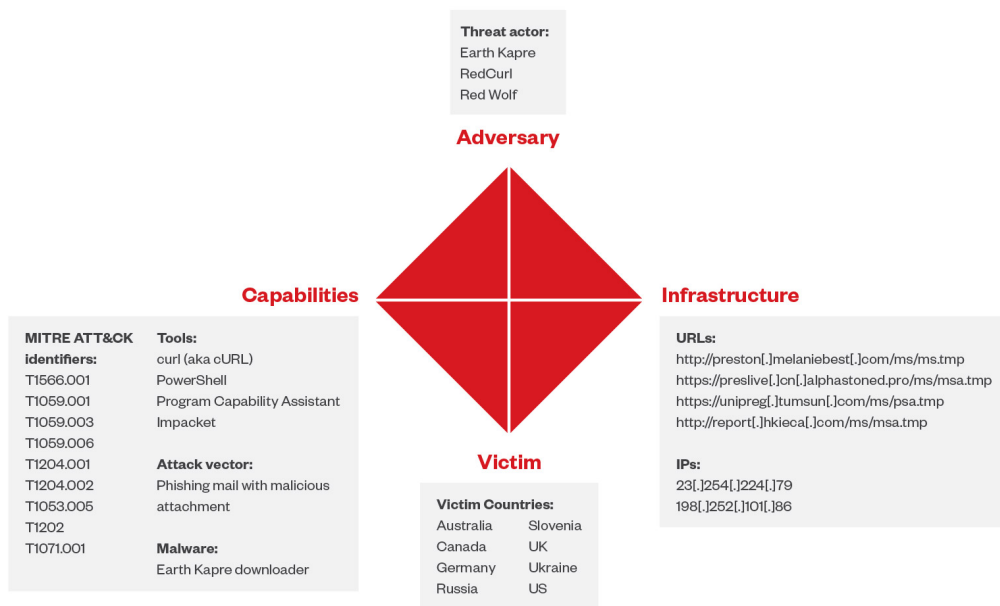 Threat actor:
Earth Kapre
RedCurl
Red Wolf
Adversary
Capabilities
MITRE ATT&CK
identifiers:
T1566.001
T1059.001
T1059.003
T1059.006
T1204.001
T1204.002
T1053.005
T1202
T1071.001
Tools:
curl (aka cURL)
PowerShell
Program Capability Assistant
Impacket
Attack vector:
Phishing mail with malicious
attachment
Malware:
Earth Kapre downloader
Infrastructure
URLs:
http://preston[.]melaniebest[.]com/ms/ms.tmp
https://preslive[.]cn[.]alphastoned.pro/ms/msa.tmp
https://unipreg[.]tumsun[.]com/ms/psa.tmp
http://report[.]hkieca[.]com/ms/msa.tmp
IPs:
23[.]254[.]224[.]79
198[.]252[.]101[.]86
Victim
Victim Countries:
Australia
Canada
Germany
Russia
Slovenia
UK
Ukraine
US